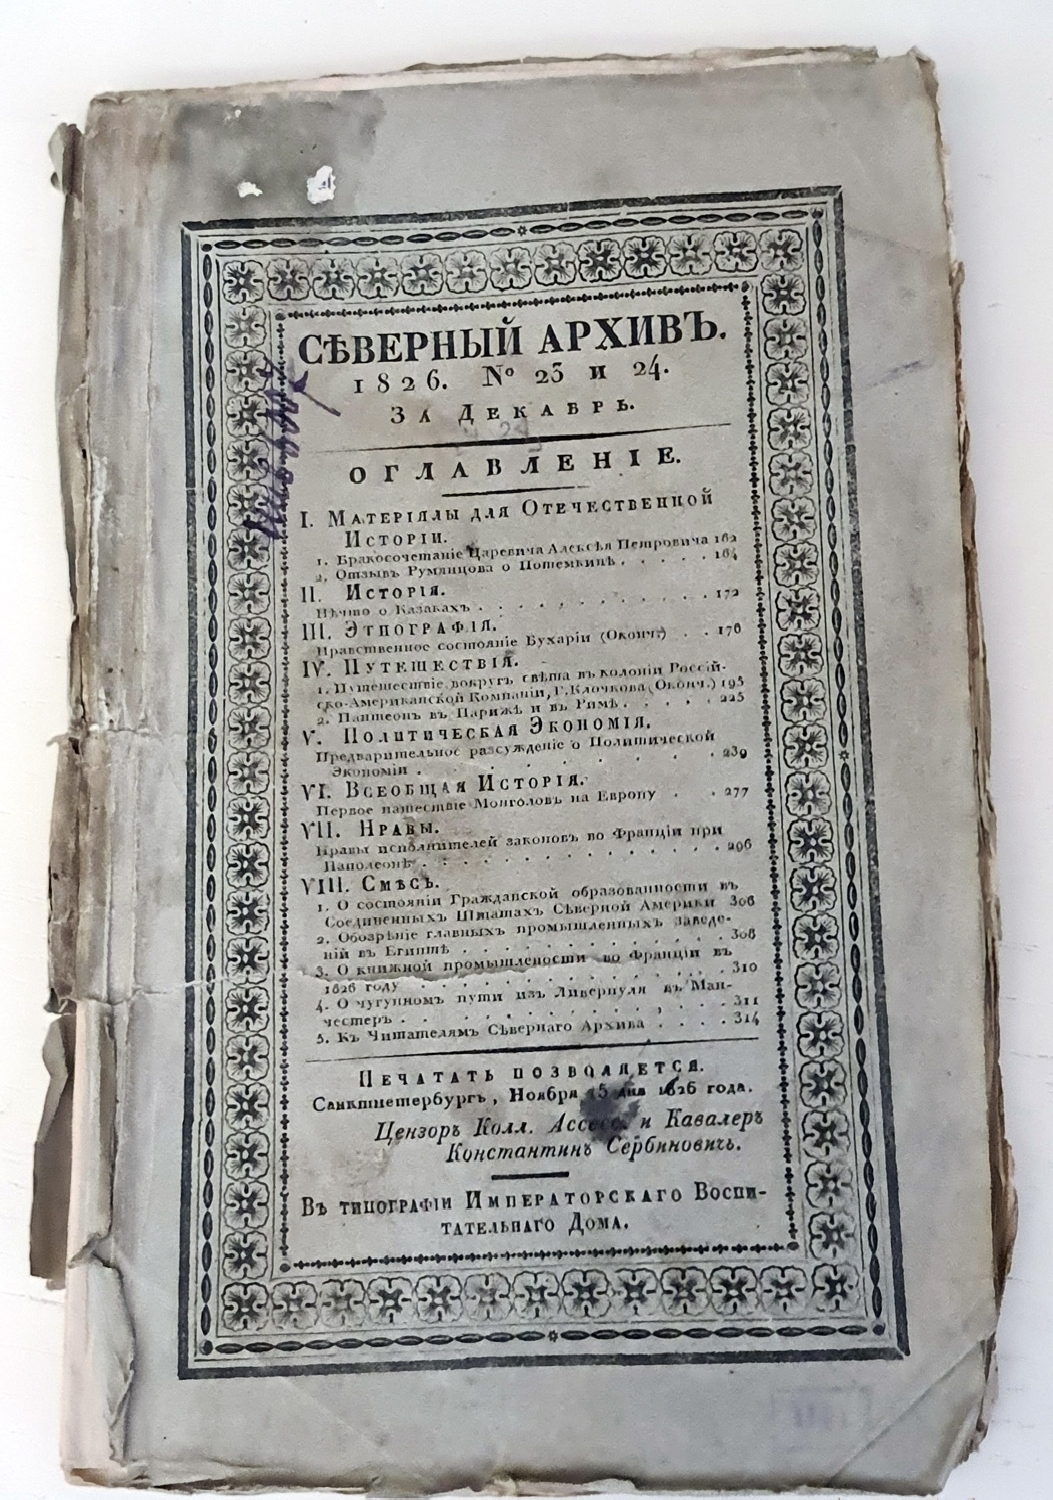 СѢВЕРНЫЙ АРХИВЪ.
1826. № 23 и 24.
За Декабрь.
ОГЛАВЛЕНІЕ.
I. Матеріялы для Отечественной
Исторіи.
1. Бракосочетаніе Царевича Алексѣя Петровича 162
2. Отзывъ Румянцова о Потемкинѣ. . . . . . 164
II. Исторія.
Нѣчто о Казакахъ . . . . . . . . . . 172
III. Этнографія.
Нравственное состояніе Бухаріи (Оконч.) . . 176
IV. Путешествія.
1. Путешествіе вокругъ свѣта въ колоніи Россій-
ско-Американской Компаніи, Г. Клочкова (Оконч.) 195
2. Пантеонъ въ Парижѣ и въ Римѣ. . . . . 225
V. Политическая Экономія.
Предварительное разсужденіе о Политической
Экономіи . . . . . . . . . 239
VI. Всеобщая Исторія.
Первое нашествіе Монголовъ на Европу . . 277
VII. Нравы.
Нравы исполнителей законовъ во Франціи при
Наполеонѣ . . . . . . . . . . 296
VIII. Смѣсь.
1. О состояніи Гражданской образованности въ
Соединенныхъ Штатахъ Сѣверной Америки 306
2. Обозрѣніе главныхъ промышленныхъ заведе-
ній въ Египтѣ . . . . . . . . . . 308
3. О книжной промышлености во Франціи въ
1826 году . . . . . . . . . . . 310
4. О чугунномъ пути изъ Ливерпуля въ Ман-
честеръ . . . . . . . . . . . 311
5. Къ Читателямъ Сѣвернаго Архива . . . . 314
Печатать позволяется.
Санктпетербургъ, Ноября 15 дня 1826 года.
Цензоръ Колл. Ассесс. и Кавалеръ
Константинъ Сербиновичь.
Въ типографіи Императорскаго Воспи-
тательнаго Дома.